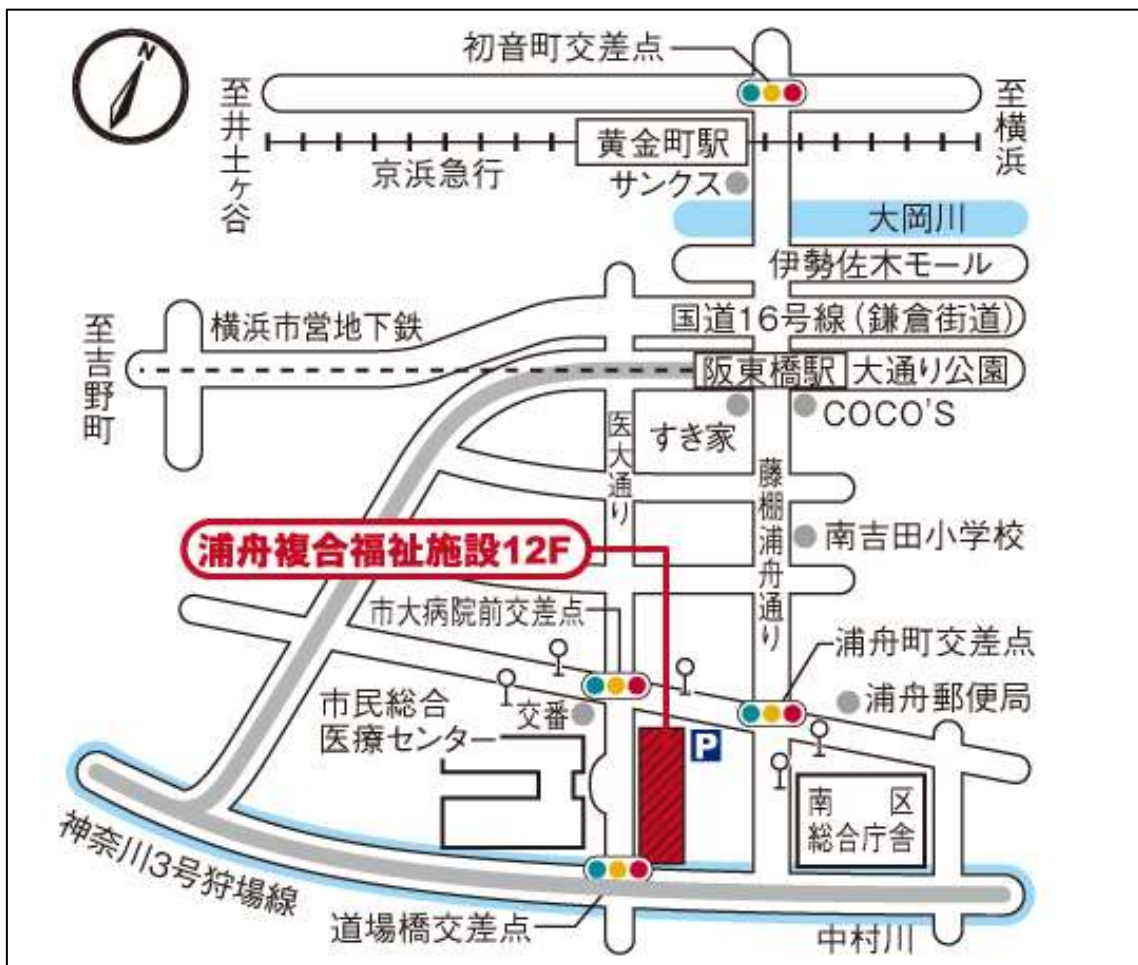 N
初音町交差点
至井土ヶ谷
至横浜
黄金町駅
京浜急行
サンクス
大岡川
伊勢佐木モール
至吉野町
横浜市営地下鉄
国道16号線(鎌倉街道)
阪東橋駅
大通り公園
すき家
COCO'S
医大通り
藤棚浦舟通り
南吉田小学校
浦舟複合福祉施設12F
市大病院前交差点
浦舟町交差点
浦舟郵便局
交番
市民総合
医療センター
P
南区
総合庁舎
神奈川3号狩場線
道場橋交差点
中村川